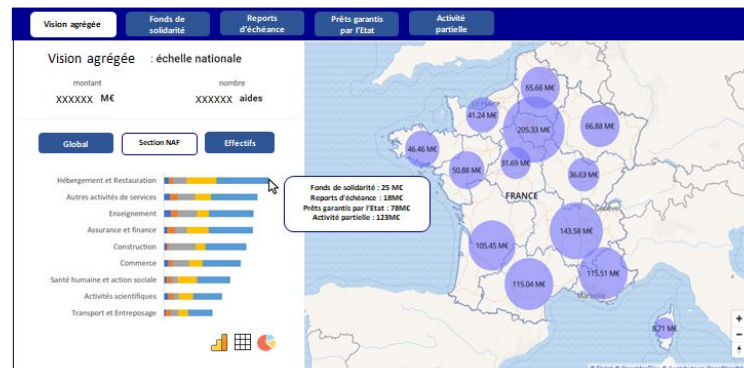 Vision agrégée
Fonds de
solidarité
Reports
d'échéance
Prêts garantis
par l'Etat
Activité
partielle
Vision agrégée : échelle nationale
montant
nombre
XXXXXX M€
XXXXXX aides
Global
Section NAF
Effectifs
Hébergement et Restauration
Autres activités de services
Enseignement
Assurance et finance
Construction
Commerce
Santé humaine et action sociale
Activités scientifiques
Transport et Entreposage
Fonds de solidarité : 25 M€
Reports d'échéance : 18M€
Prêts garantis par l'Etat : 78M€
Activité partielle : 123M€
65.66 M€
Le Havre
41.24 M€
205.33 M€
66.88 M€
46.46 M€
50.88 M€
31.69 M€
36.63 M€
FRANCE
Genève
143.58 M€
105.45 M€
115.04 M€
115.51 M€
Marseille
8.71 M€
+
−